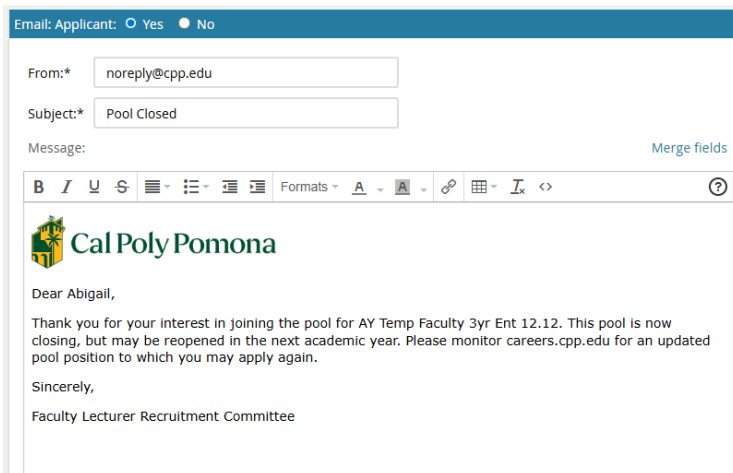 Email: Applicant: Yes No
From:* noreply@cpp.edu
Subject:* Pool Closed
Message: Merge fields
B I U S Formats A A Tx <> ?
Cal Poly Pomona
Dear Abigail,
Thank you for your interest in joining the pool for AY Temp Faculty 3yr Ent 12.12. This pool is now
closing, but may be reopened in the next academic year. Please monitor careers.cpp.edu for an updated
pool position to which you may apply again.
Sincerely,
Faculty Lecturer Recruitment Committee